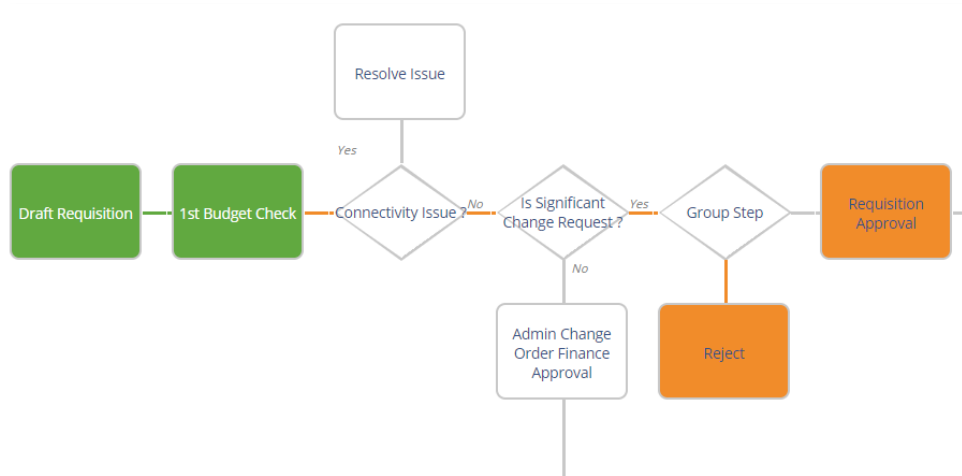 Resolve Issue
Yes
Draft Requisition
1st Budget Check
Connectivity Issue ?
No
Is Significant
Change Request ?
Yes
Group Step
Requisition
Approval
No
Admin Change
Order Finance
Approval
Reject